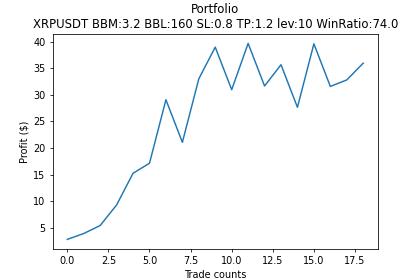 Portfolio
XRPUSDT BBM:3.2 BBL:160 SL:0.8 TP:1.2 lev:10 WinRatio:74.0
40
35
30
25
20
15
10
5
Profit ($)
0.0 2.5 5.0 7.5 10.0 12.5 15.0 17.5
Trade counts